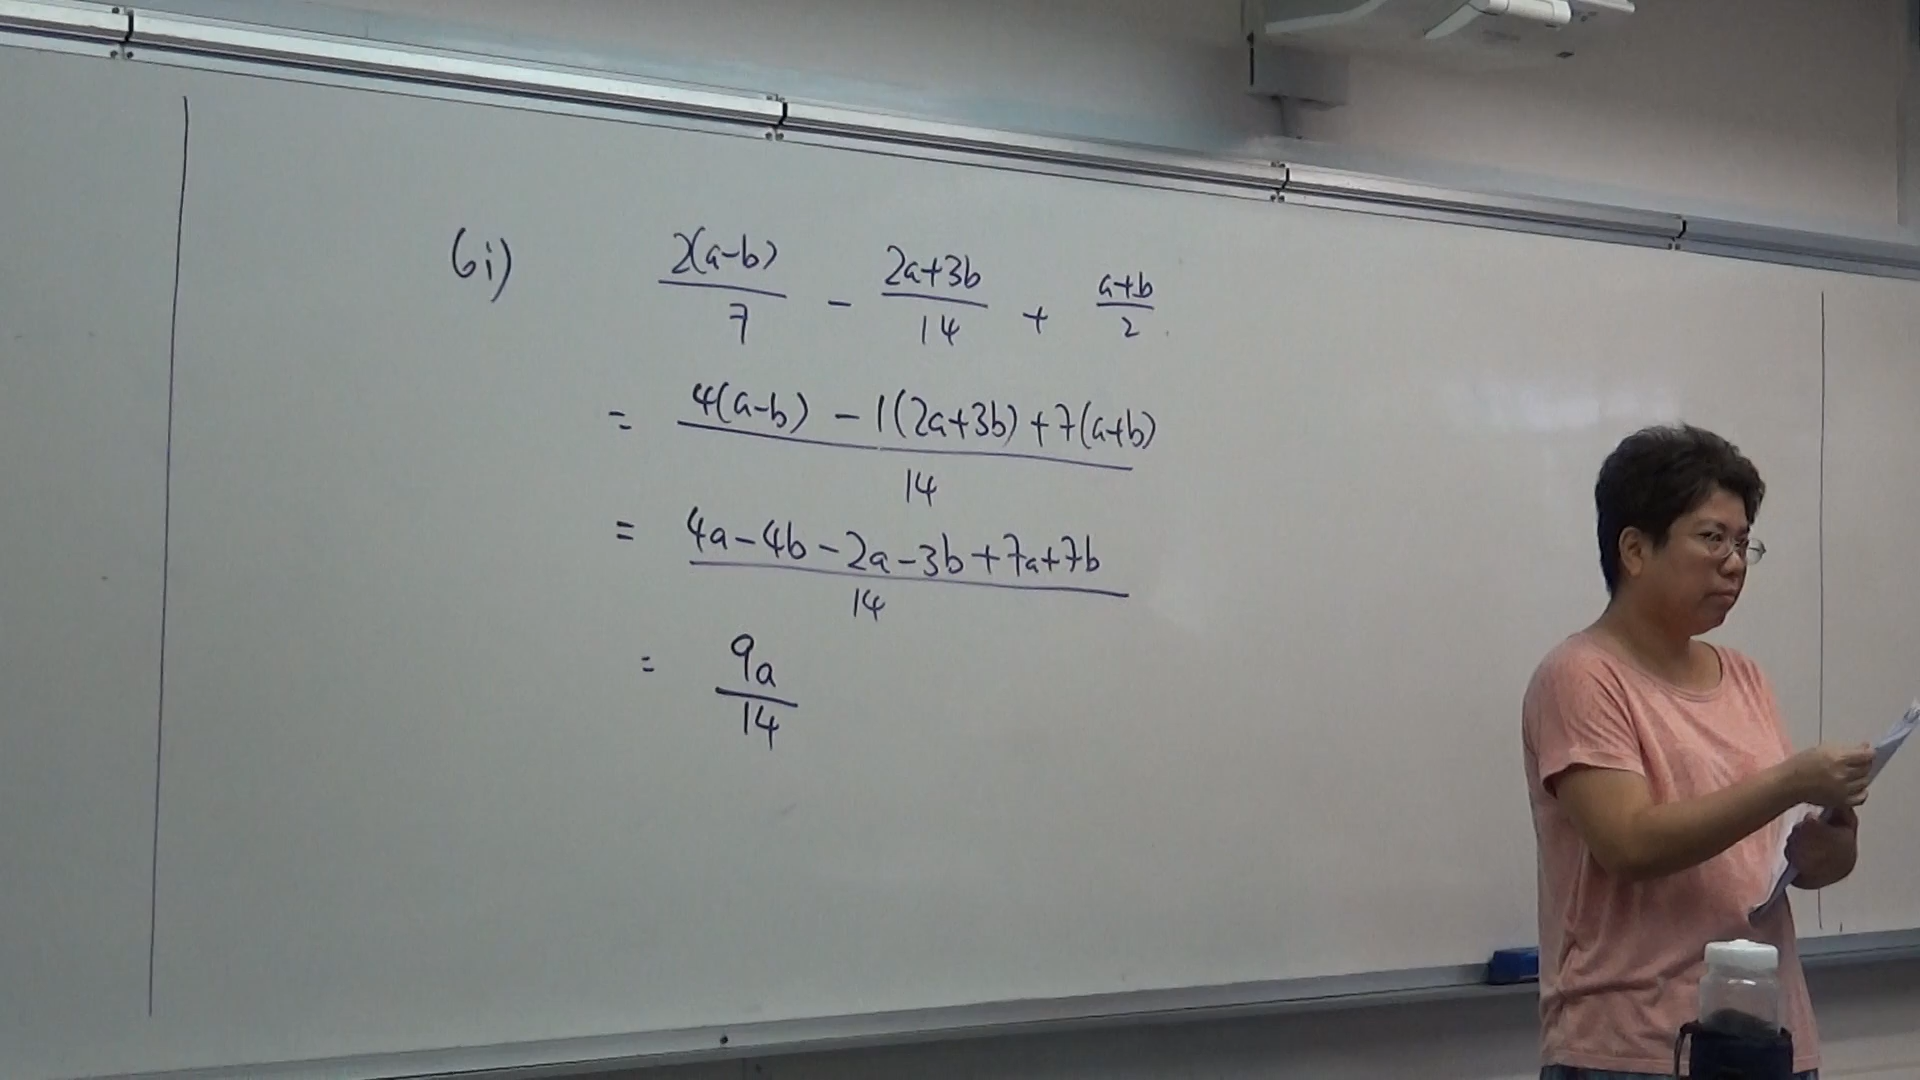 6i) 2(a-b)/7 - 2a+3b/14 + a+b/2
= 4(a-b) - 1(2a+3b) + 7(a+b)/14
= 4a-4b-2a-3b+7a+7b/14
= 9a/14